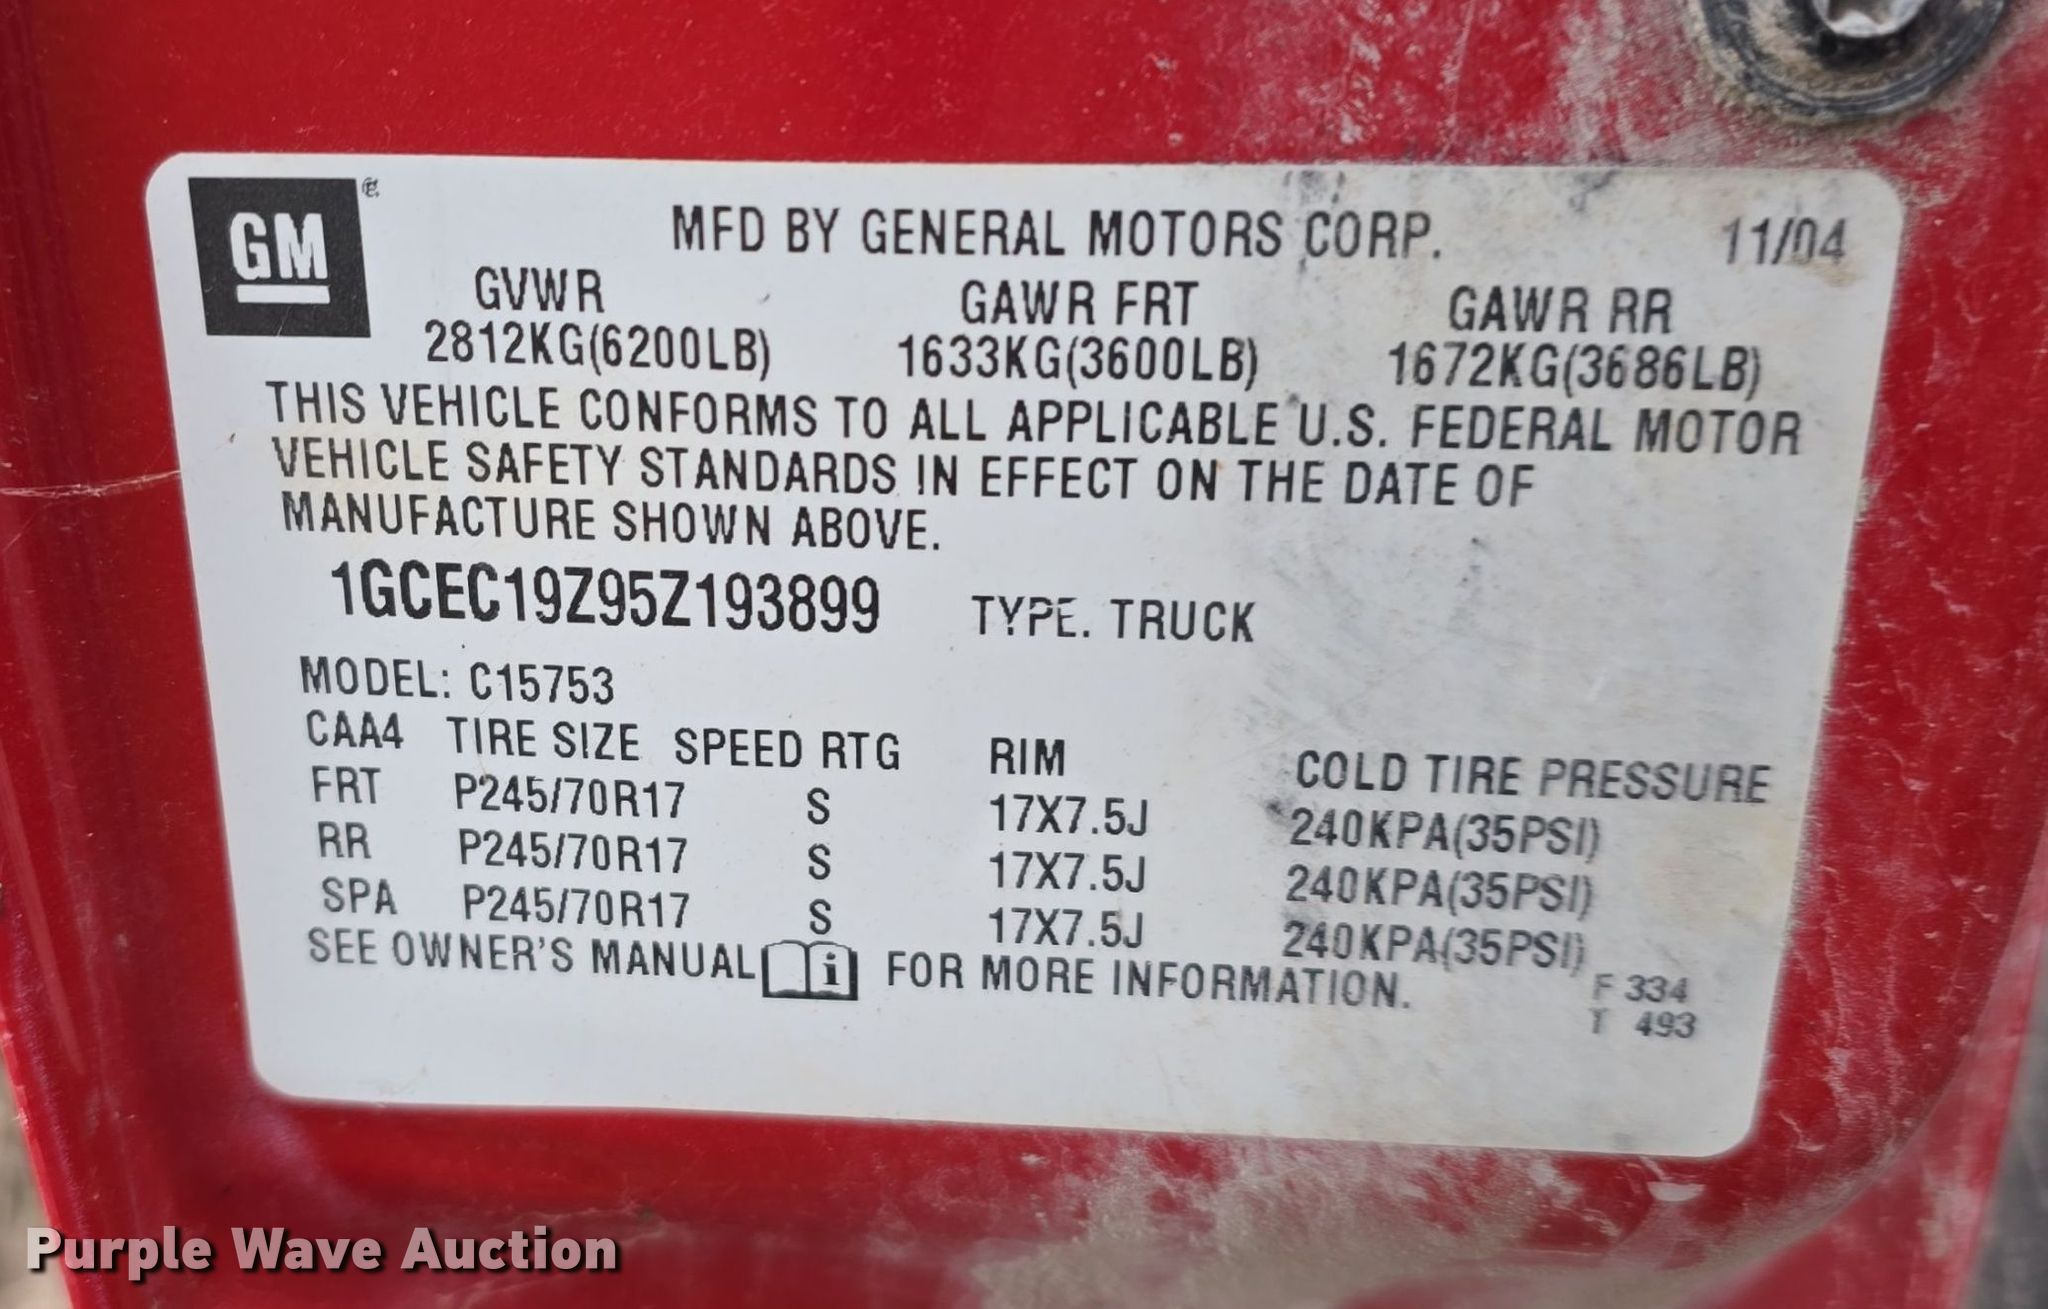 GM
MFD BY GENERAL MOTORS CORP. 11/04
GVWR GAWR FRT GAWR RR
2812KG(6200LB) 1633KG(3600LB) 1672KG(3686LB)
THIS VEHICLE CONFORMS TO ALL APPLICABLE U.S. FEDERAL MOTOR
VEHICLE SAFETY STANDARDS IN EFFECT ON THE DATE OF
MANUFACTURE SHOWN ABOVE.
1GCEC19Z95Z193899 TYPE. TRUCK
MODEL: C15753
CAA4 TIRE SIZE SPEED RTG RIM COLD TIRE PRESSURE
FRT P245/70R17 S 17X7.5J 240KPA(35PSI)
RR P245/70R17 S 17X7.5J 240KPA(35PSI)
SPA P245/70R17 S 17X7.5J 240KPA(35PSI)
SEE OWNER'S MANUAL i FOR MORE INFORMATION.
F 334
T 493
Purple Wave Auction